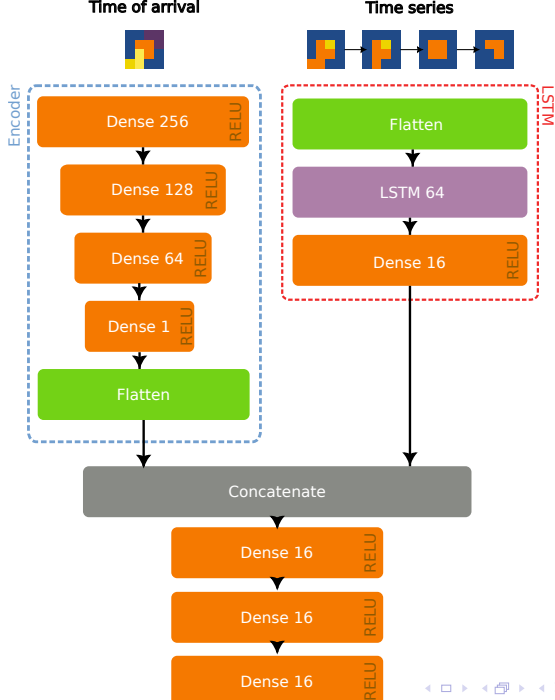 Time of arrival
Time series
Encoder
Dense 256
RELU
Dense 128
RELU
Dense 64
RELU
Dense 1
RELU
Flatten
LSTM
Flatten
LSTM 64
Dense 16
RELU
Concatenate
Dense 16
RELU
Dense 16
RELU
Dense 16
RELU